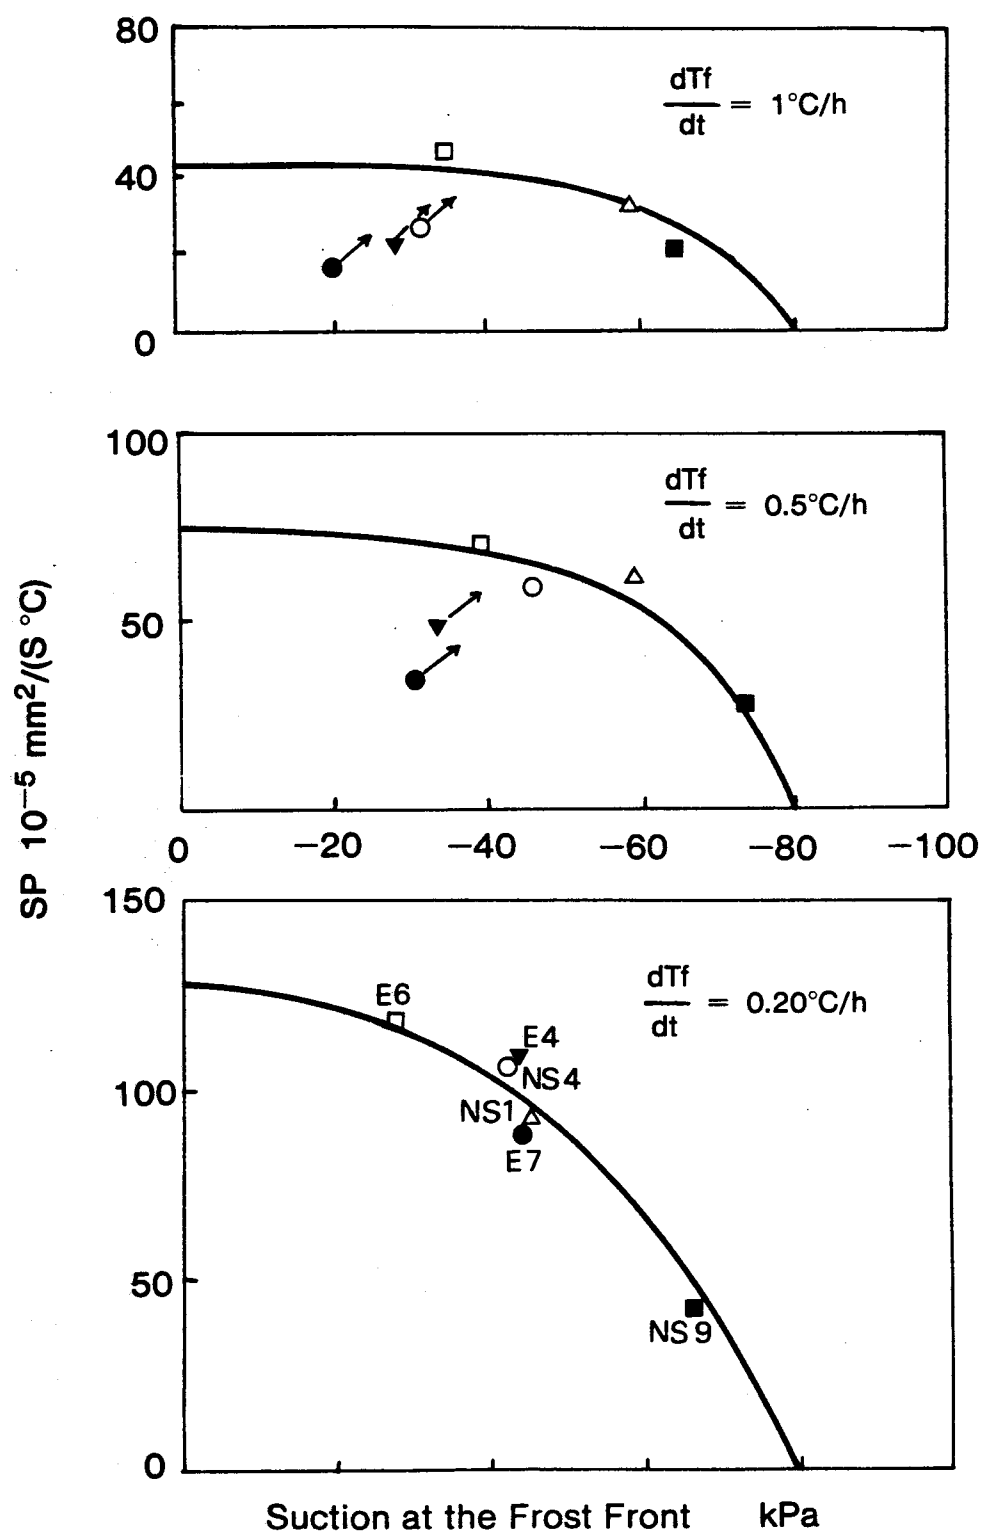 80
40
0
dTf
dt
= 1°C/h
100
50
dTf
dt
= 0.5°C/h
0 −20 −40 −60 −80 −100
SP 10−5 mm2/(S °C)
150
100
50
0
dTf
dt
= 0.20°C/h
E6
E4
NS4
NS1
E7
NS9
Suction at the Frost Front kPa